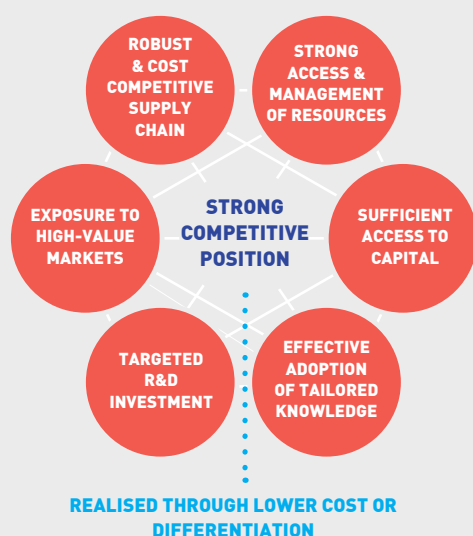 ROBUST
& COST
COMPETITIVE
SUPPLY
CHAIN
STRONG
ACCESS &
MANAGEMENT
OF RESOURCES
EXPOSURE TO
HIGH-VALUE
MARKETS
STRONG
COMPETITIVE
POSITION
SUFFICIENT
ACCESS TO
CAPITAL
TARGETED
R&D
INVESTMENT
EFFECTIVE
ADOPTION
OF TAILORED
KNOWLEDGE
REALISED THROUGH LOWER COST OR
DIFFERENTIATION